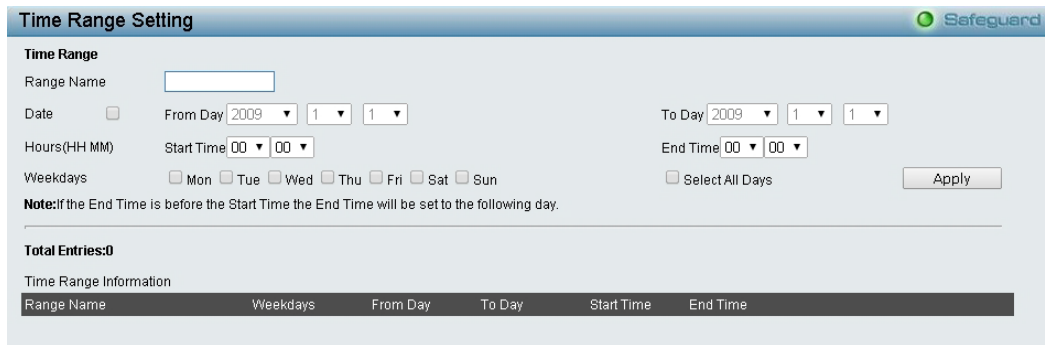 Time Range Setting Safeguard
Time Range
Range Name
Date From Day 2009 1 1 To Day 2009 1 1
Hours(HH MM) Start Time 00 00 End Time 00 00
Weekdays Mon Tue Wed Thu Fri Sat Sun Select All Days Apply
Note:If the End Time is before the Start Time the End Time will be set to the following day.
Total Entries:0
Time Range Information
Range Name Weekdays From Day To Day Start Time End Time